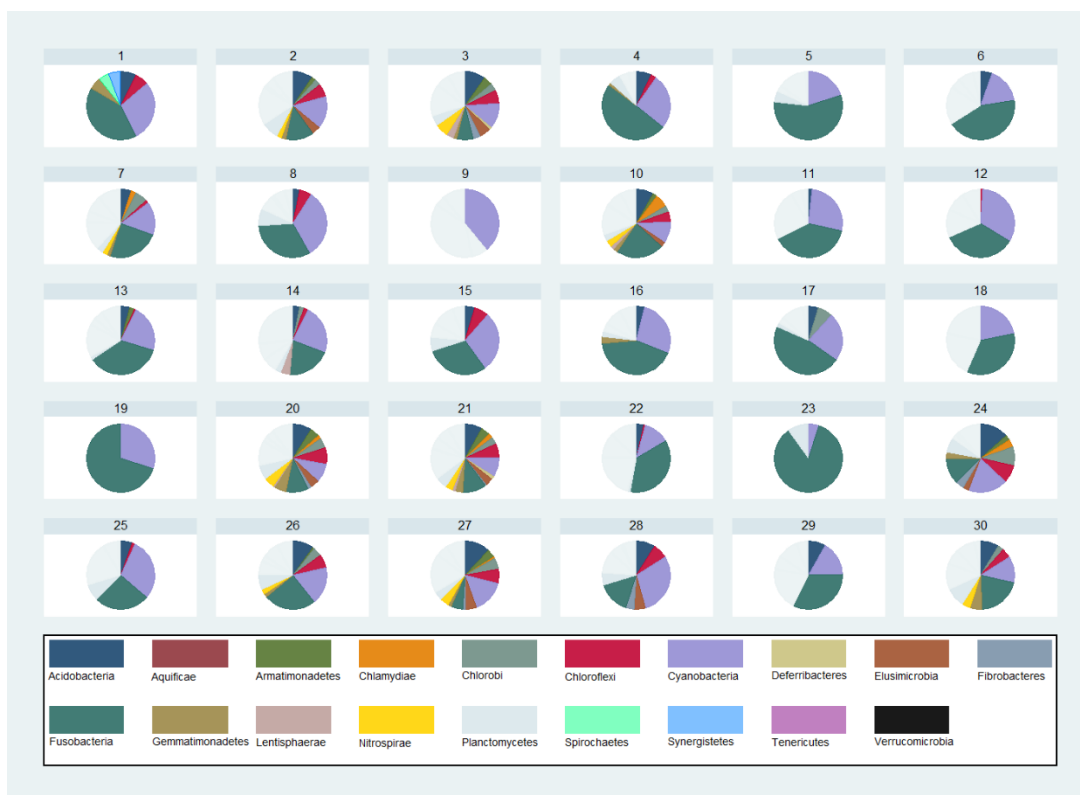 1 2 3 4 5 6
7 8 9 10 11 12
13 14 15 16 17 18
19 20 21 22 23 24
25 26 27 28 29 30
Acidobacteria Aquificae Armatimonadetes Chlamydiae Chlorobi Chloroflexi Cyanobacteria Deferribacteres Elusimicrobia Fibrobacteres
Fusobacteria Gemmatimonadetes Lentisphaerae Nitrospirae Planctomycetes Spirochaetes Synergistetes Tenericutes Verrucomicrobia